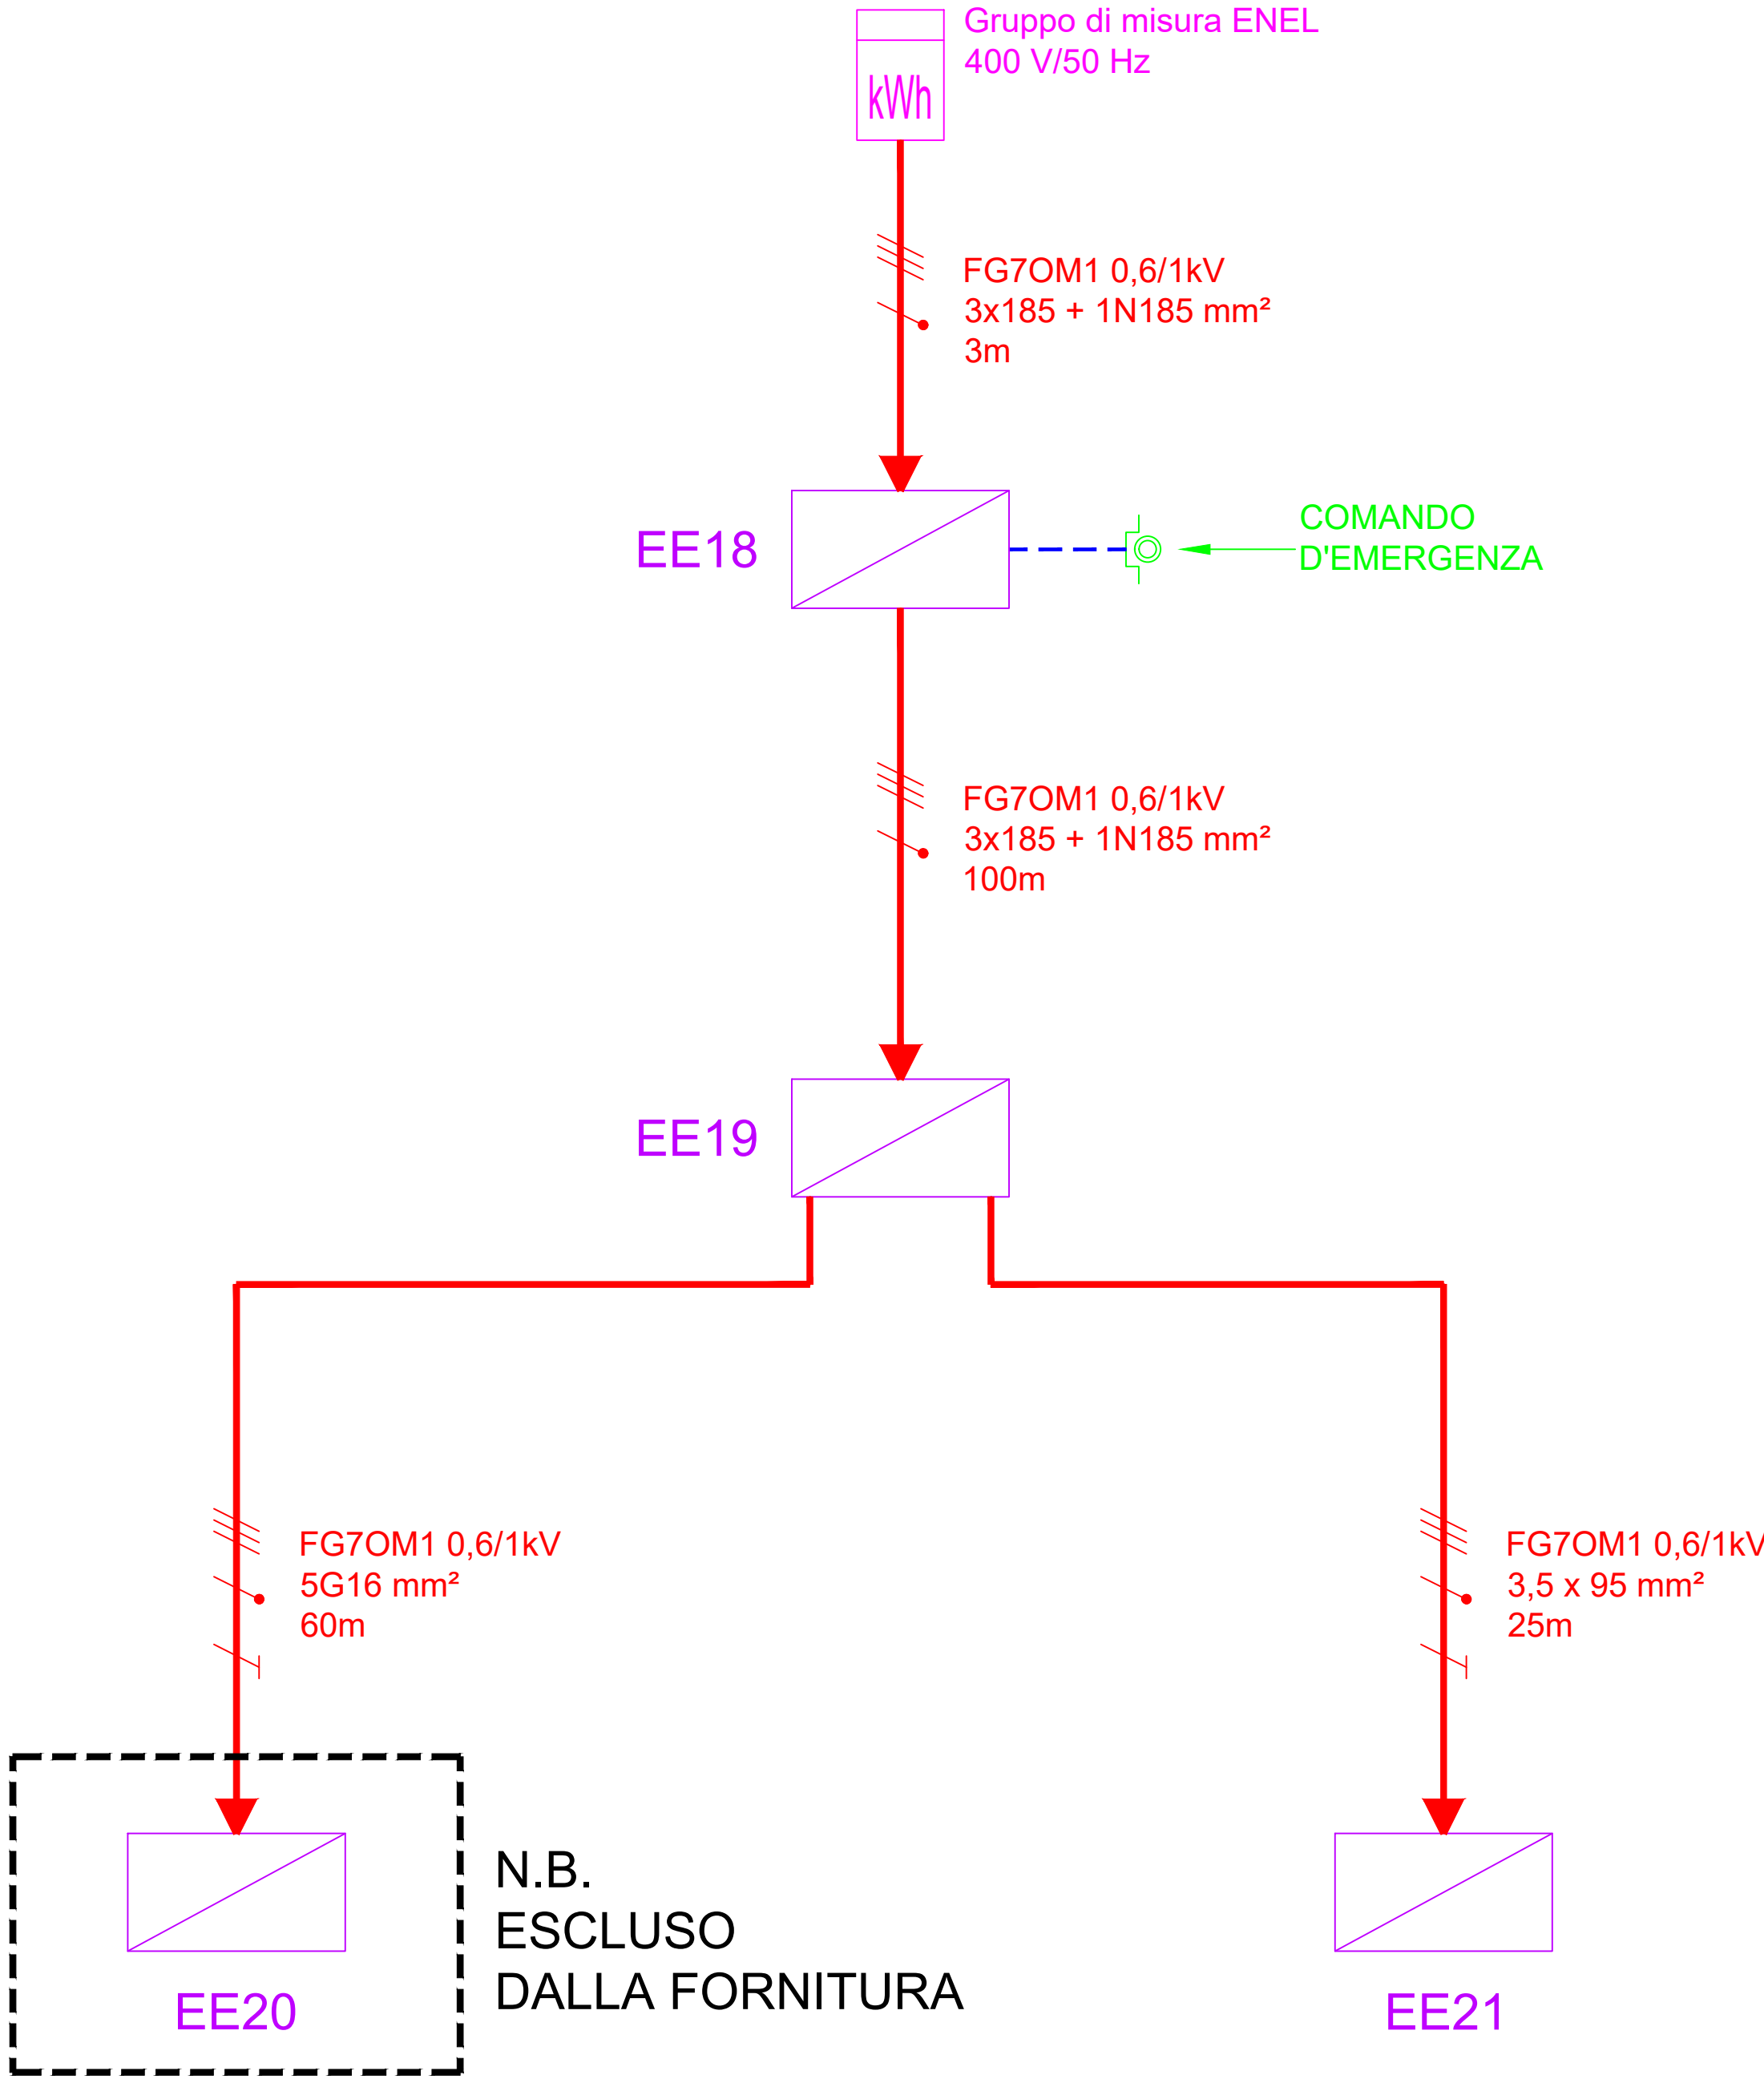 Gruppo di misura ENEL
400 V/50 Hz
kWh
FG7OM1 0,6/1kV
3x185 + 1N185 mm²
3m
EE18
COMANDO
D'EMERGENZA
FG7OM1 0,6/1kV
3x185 + 1N185 mm²
100m
EE19
FG7OM1 0,6/1kV
5G16 mm²
60m
FG7OM1 0,6/1kV
3,5 x 95 mm²
25m
N.B.
ESCLUSO
DALLA FORNITURA
EE20
EE21